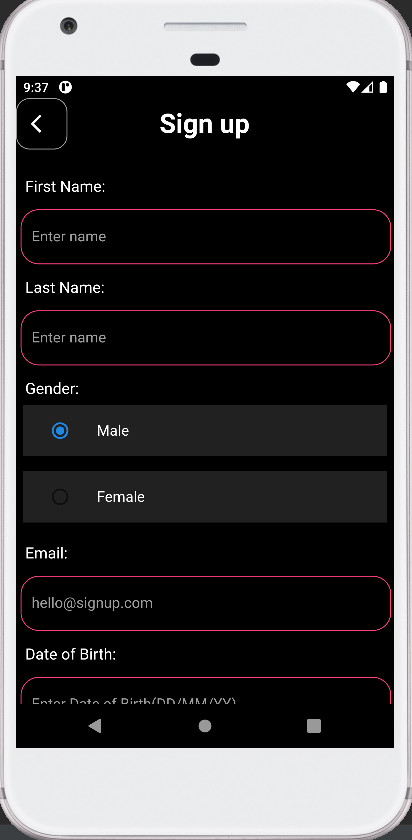 9:37
Sign up
First Name:
Enter name
Last Name:
Enter name
Gender:
Male
Female
Email:
hello@signup.com
Date of Birth:
Enter Date of Birth(DD/MM/YY)